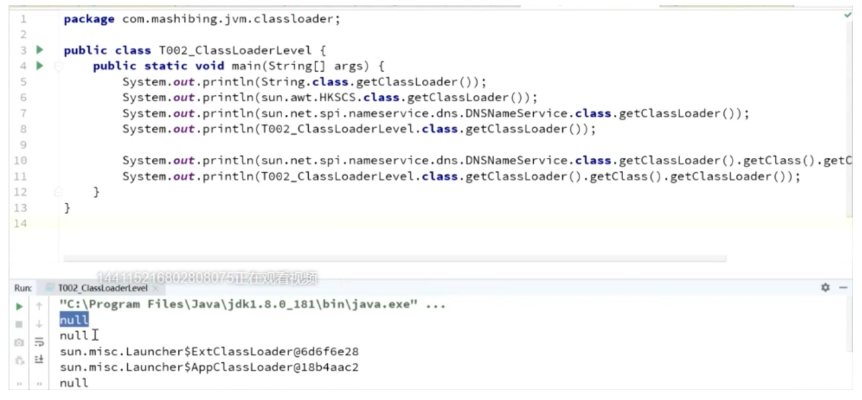 1 package com.mashibing.jvm.classloader;
2
3 public class T002_ClassLoaderLevel {
4 public static void main(String[] args) {
5 System.out.println(String.class.getClassLoader());
6 System.out.println(sun.awt.HKSCS.class.getClassLoader());
7 System.out.println(sun.net.spi.nameservice.dns.DNSNameService.class.getClassLoader());
8 System.out.println(T002_ClassLoaderLevel.class.getClassLoader());
9
10 System.out.println(sun.net.spi.nameservice.dns.DNSNameService.class.getClassLoader().getClass().getC
11 System.out.println(T002_ClassLoaderLevel.class.getClassLoader().getClass().getClassLoader());
12 }
13 }
14
144115216802808075正在观看视频
Run: T002_ClassLoaderLevel
"C:\Program Files\Java\jdk1.8.0_181\bin\java.exe" ...
null
null
sun.misc.Launcher$ExtClassLoader@6d6f6e28
sun.misc.Launcher$AppClassLoader@18b4aac2
null